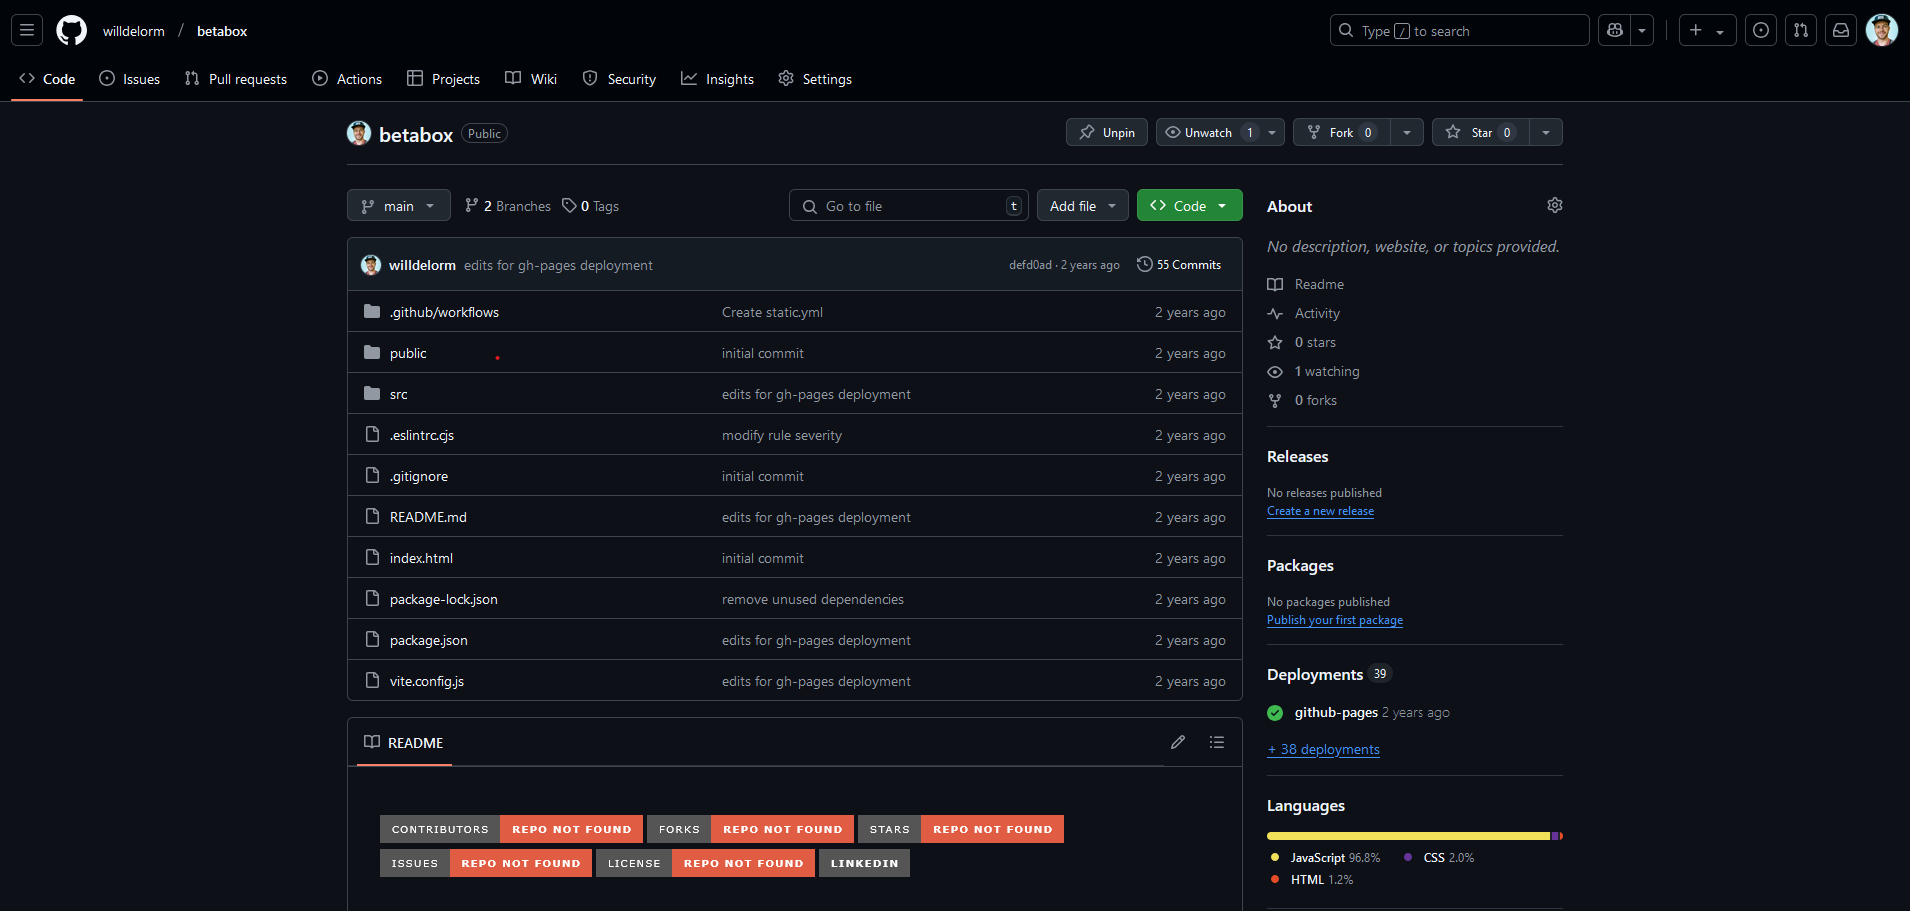 willdelorm / betabox
Type / to search
Code Issues Pull requests Actions Projects Wiki Security Insights Settings
betabox Public
Unpin Unwatch 1 Fork 0 Star 0
main 2 Branches 0 Tags
Go to file t Add file Code
willdelorm edits for gh-pages deployment defd0ad · 2 years ago 55 Commits
.github/workflows Create static.yml 2 years ago
public initial commit 2 years ago
src edits for gh-pages deployment 2 years ago
.eslintrc.cjs modify rule severity 2 years ago
.gitignore initial commit 2 years ago
README.md edits for gh-pages deployment 2 years ago
index.html initial commit 2 years ago
package-lock.json remove unused dependencies 2 years ago
package.json edits for gh-pages deployment 2 years ago
vite.config.js edits for gh-pages deployment 2 years ago
README
CONTRIBUTORS REPO NOT FOUND FORKS REPO NOT FOUND STARS REPO NOT FOUND
ISSUES REPO NOT FOUND LICENSE REPO NOT FOUND LINKEDIN
About
No description, website, or topics provided.
Readme
Activity
0 stars
1 watching
0 forks
Releases
No releases published
Create a new release
Packages
No packages published
Publish your first package
Deployments 39
github-pages 2 years ago
+ 38 deployments
Languages
JavaScript 96.8% CSS 2.0%
HTML 1.2%